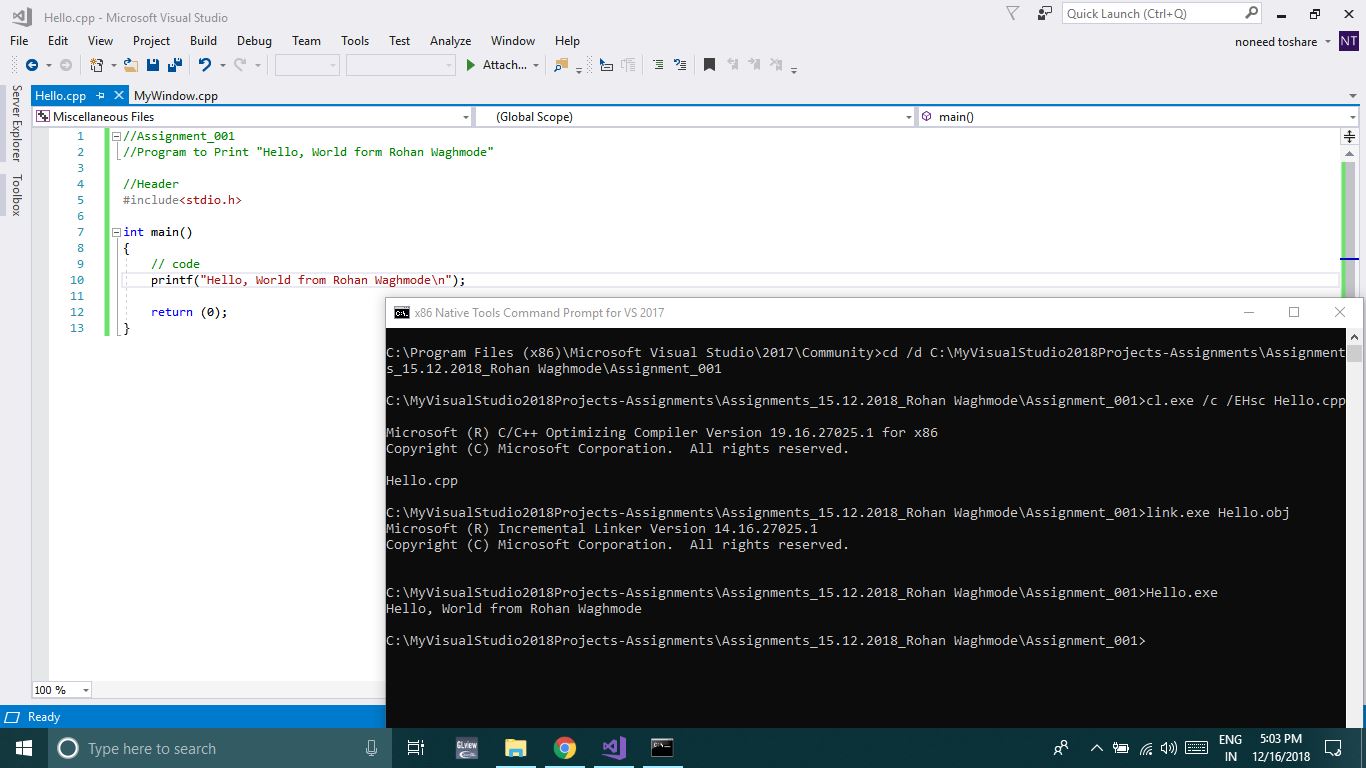 Hello.cpp - Microsoft Visual Studio
Quick Launch (Ctrl+Q)
File Edit View Project Build Debug Team Tools Test Analyze Window Help
noneed toshare NT
Attach...
Server Explorer
Toolbox
Hello.cpp MyWindow.cpp
Miscellaneous Files (Global Scope) main()
1 //Assignment_001
2 //Program to Print "Hello, World form Rohan Waghmode"
3
4 //Header
5 #include<stdio.h>
6
7 int main()
8 {
9 // code
10 printf("Hello, World from Rohan Waghmode\n");
11
12 return (0);
13 }
x86 Native Tools Command Prompt for VS 2017
C:\Program Files (x86)\Microsoft Visual Studio\2017\Community>cd /d C:\MyVisualStudio2018Projects-Assignments\Assignment
s_15.12.2018_Rohan Waghmode\Assignment_001
C:\MyVisualStudio2018Projects-Assignments\Assignments_15.12.2018_Rohan Waghmode\Assignment_001>cl.exe /c /EHsc Hello.cpp
Microsoft (R) C/C++ Optimizing Compiler Version 19.16.27025.1 for x86
Copyright (C) Microsoft Corporation.  All rights reserved.
Hello.cpp
C:\MyVisualStudio2018Projects-Assignments\Assignments_15.12.2018_Rohan Waghmode\Assignment_001>link.exe Hello.obj
Microsoft (R) Incremental Linker Version 14.16.27025.1
Copyright (C) Microsoft Corporation.  All rights reserved.
C:\MyVisualStudio2018Projects-Assignments\Assignments_15.12.2018_Rohan Waghmode\Assignment_001>Hello.exe
Hello, World from Rohan Waghmode
C:\MyVisualStudio2018Projects-Assignments\Assignments_15.12.2018_Rohan Waghmode\Assignment_001>
100 %
Ready
Type here to search
GLview
ENG
IN
5:03 PM
12/16/2018